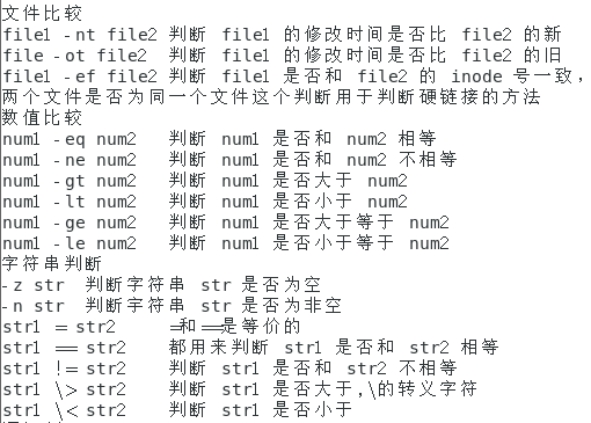 文件比较
file1 -nt file2 判断 file1 的修改时间是否比 file2 的新
file -ot file2 判断 file1 的修改时间是否比 file2 的旧
file1 -ef file2 判断 file1 是否和 file2 的 inode 号一致，
两个文件是否为同一个文件这个判断用于判断硬链接的方法
数值比较
num1 -eq num2 判断 num1 是否和 num2 相等
num1 -ne num2 判断 num1 是否和 num2 不相等
num1 -gt num2 判断 num1 是否大于 num2
num1 -lt num2 判断 num1 是否小于 num2
num1 -ge num2 判断 num1 是否大于等于 num2
num1 -le num2 判断 num1 是否小于等于 num2
字符串判断
-z str 判断字符串 str 是否为空
-n str 判断字符串 str 是否为非空
str1 = str2 =和==是等价的
str1 == str2 都用来判断 str1 是否和 str2 相等
str1 != str2 判断 str1 是否和 str2 不相等
str1 \> str2 判断 str1 是否大于,\的转义字符
str1 \< str2 判断 str1 是否小于